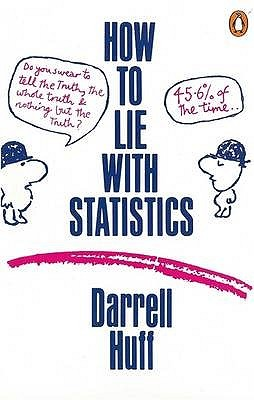 HOW
TO
LIE
WITH
STATISTICS
Do you swear to
tell The Truth, The
whole truth &
nothing but the
Truth?
45.6% of
The time..
Darrell
Huff